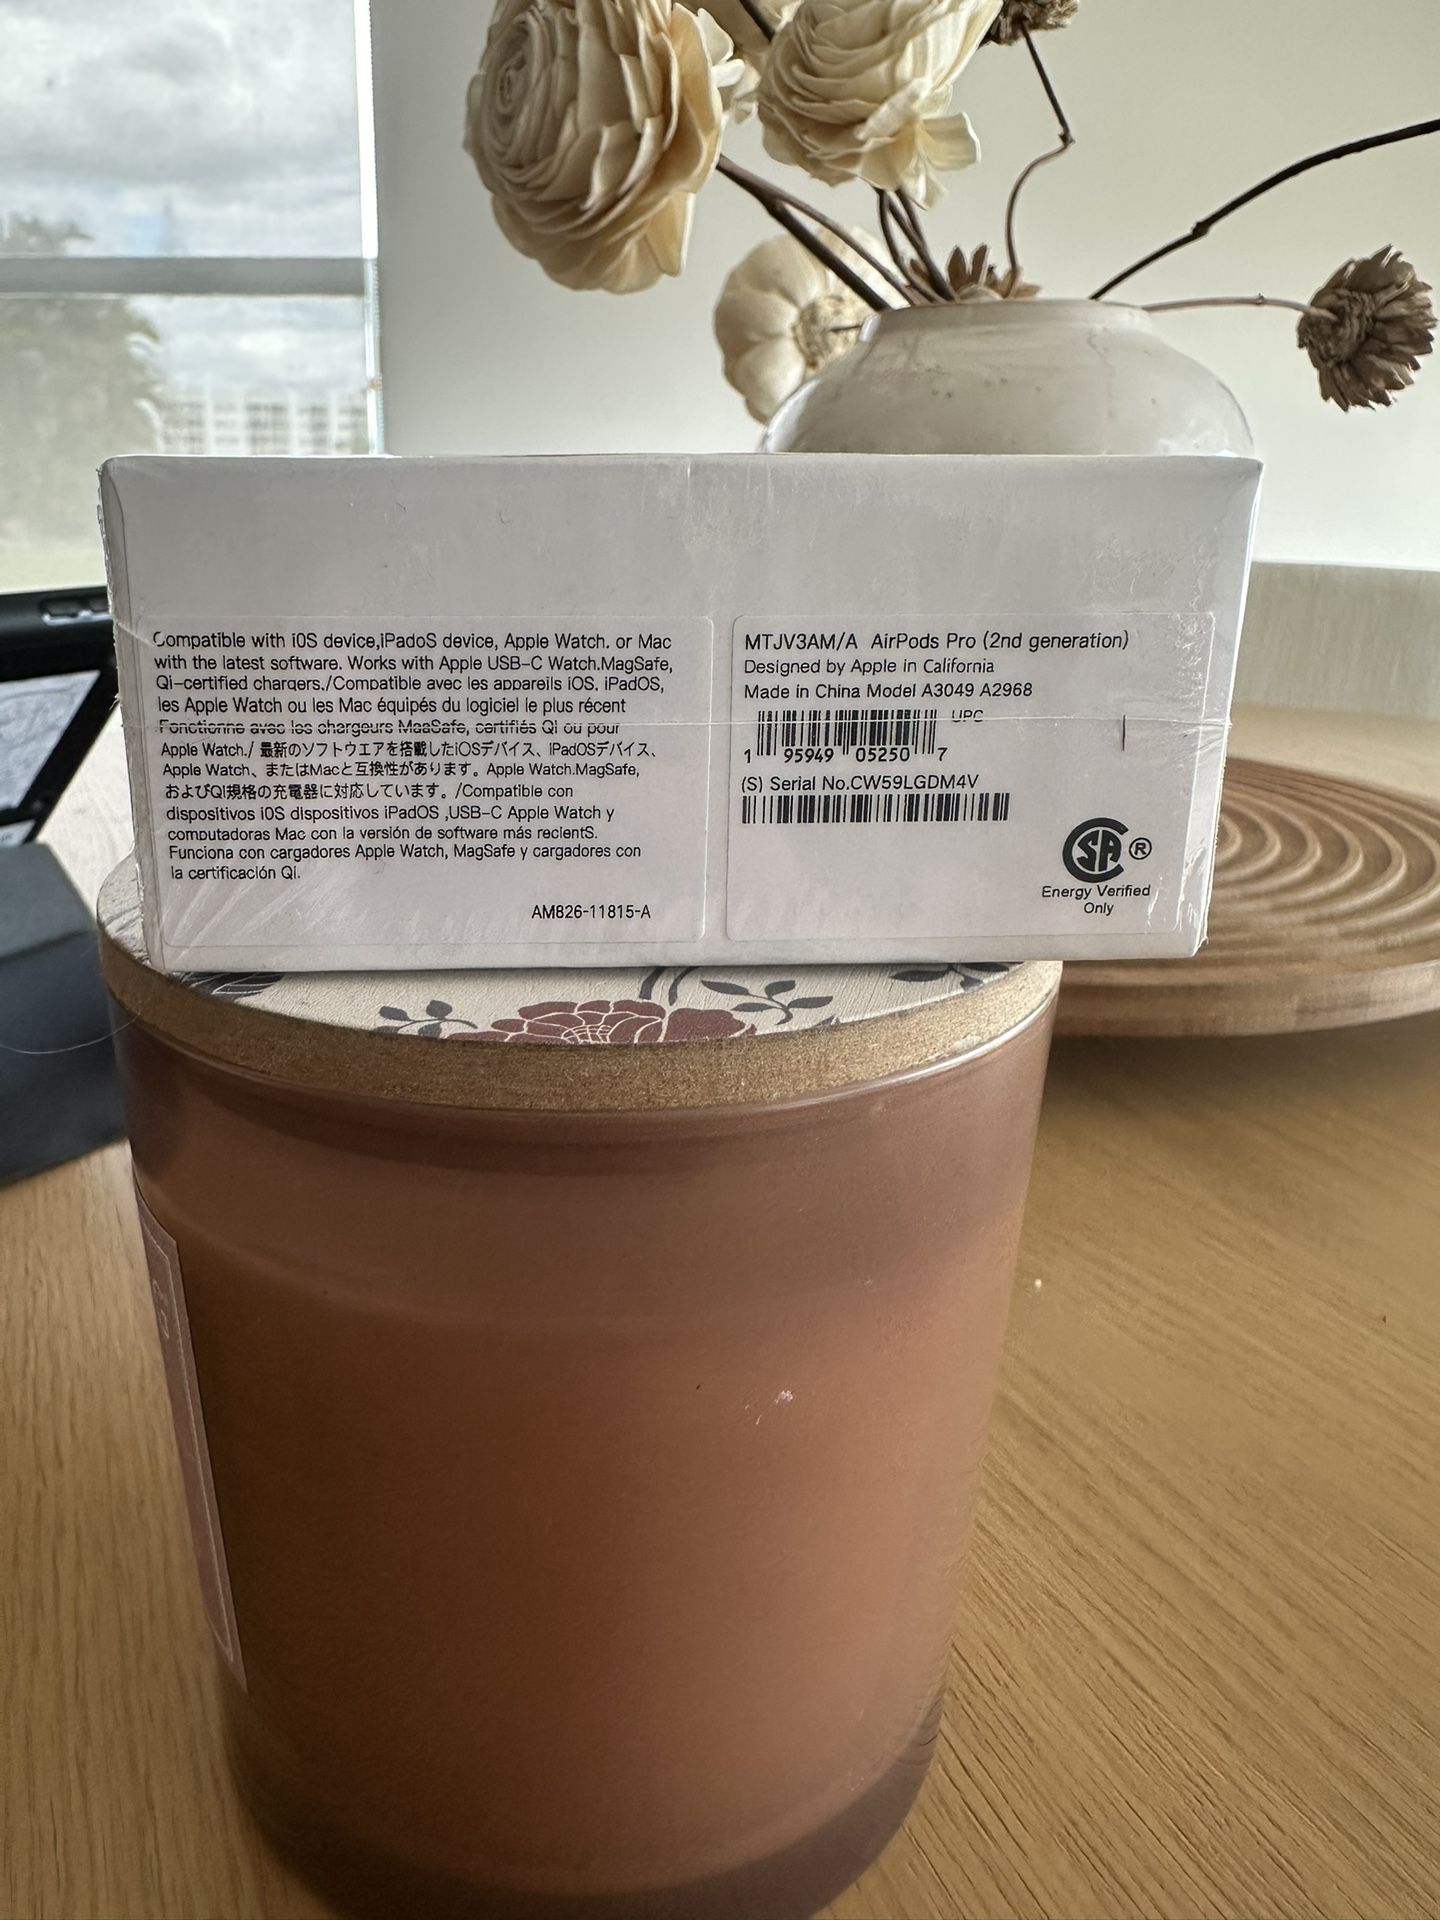 Compatible with iOS device,iPadoS device, Apple Watch. or Mac
with the latest software. Works with Apple USB-C Watch.MagSafe,
Qi-certified chargers./Compatible avec les appareils iOS, iPadOS,
les Apple Watch ou les Mac équipés du logiciel le plus récent
Fonctionne avec les chargeurs MagSafe, certifiés Qi ou pour
Apple Watch./ 最新のソフトウエアを搭載したiOSデバイス、iPadOSデバイス、
Apple Watch、またはMacと互換性があります。Apple Watch.MagSafe,
およびQi規格の充電器に対応しています。/Compatible con
dispositivos iOS dispositivos iPadOS ,USB-C Apple Watch y
computadoras Mac con la versión de software más recientS.
Funciona con cargadores Apple Watch, MagSafe y cargadores con
la certificación Qi.
AM826-11815-A
MTJV3AM/A AirPods Pro (2nd generation)
Designed by Apple in California
Made in China Model A3049 A2968
UPC
1 95949 05250 7
(S) Serial No.CW59LGDM4V
SA ®
Energy Verified
Only